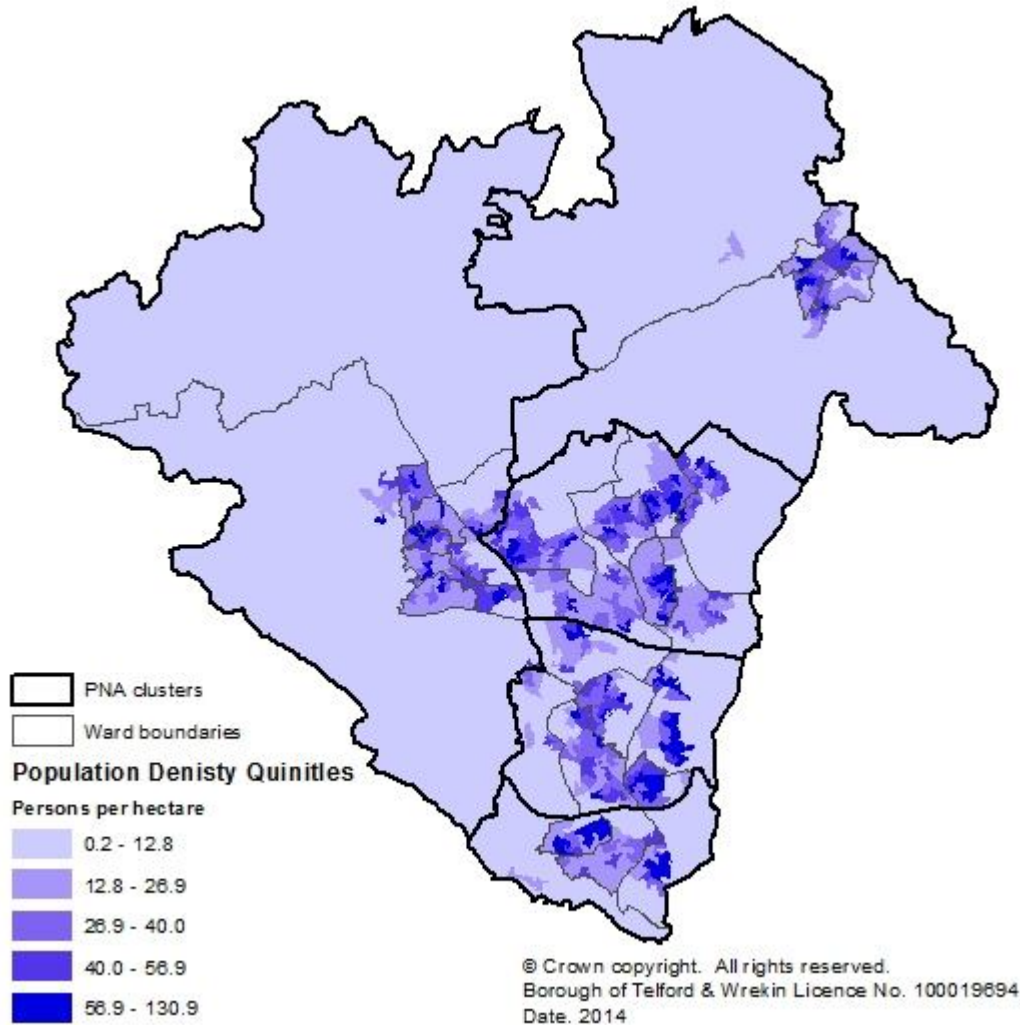 PNA clusters
Ward boundaries
Population Denisty Quinitles
Persons per hectare
0.2 - 12.8
12.8 - 26.9
26.9 - 40.0
40.0 - 56.9
56.9 - 130.9
© Crown copyright. All rights reserved.
Borough of Telford & Wrekin Licence No. 100019694
Date. 2014